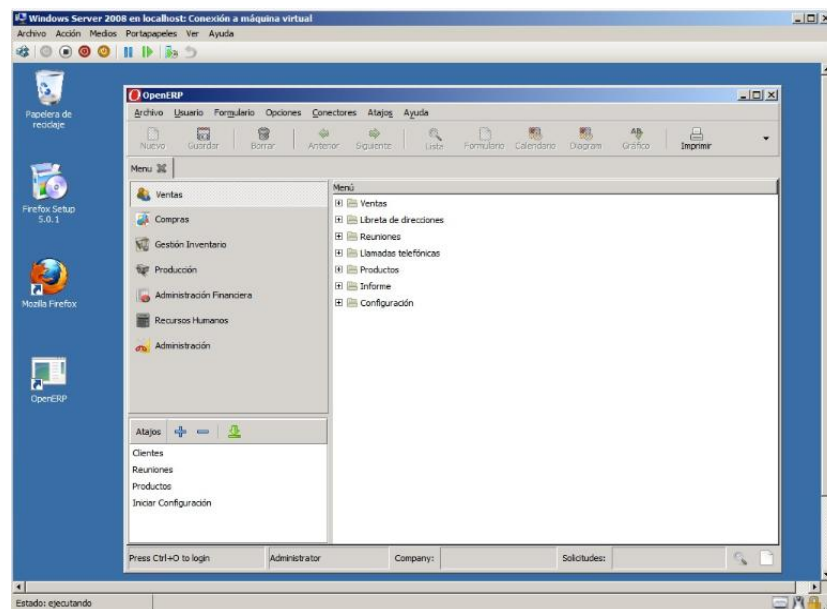 Windows Server 2008 en localhost: Conexión a máquina virtual
Archivo Acción Medios Portapapeles Ver Ayuda
Papelera de
reciclaje
Firefox Setup
5.0.1
Mozilla Firefox
OpenERP
OpenERP
Archivo Usuario Formulario Opciones Conectores Atajos Ayuda
Nuevo Guardar Borrar Anterior Siguiente Lista Formulario Calendario Diagram Gráfico Imprimir
Menu
Ventas
Compras
Gestión Inventario
Producción
Administración Financiera
Recursos Humanos
Administración
Menú
Ventas
Libreta de direcciones
Reuniones
Llamadas telefónicas
Productos
Informe
Configuración
Atajos
Clientes
Reuniones
Productos
Iniciar Configuración
Press Ctrl+O to login Administrator Company: Solicitudes:
Estado: ejecutando